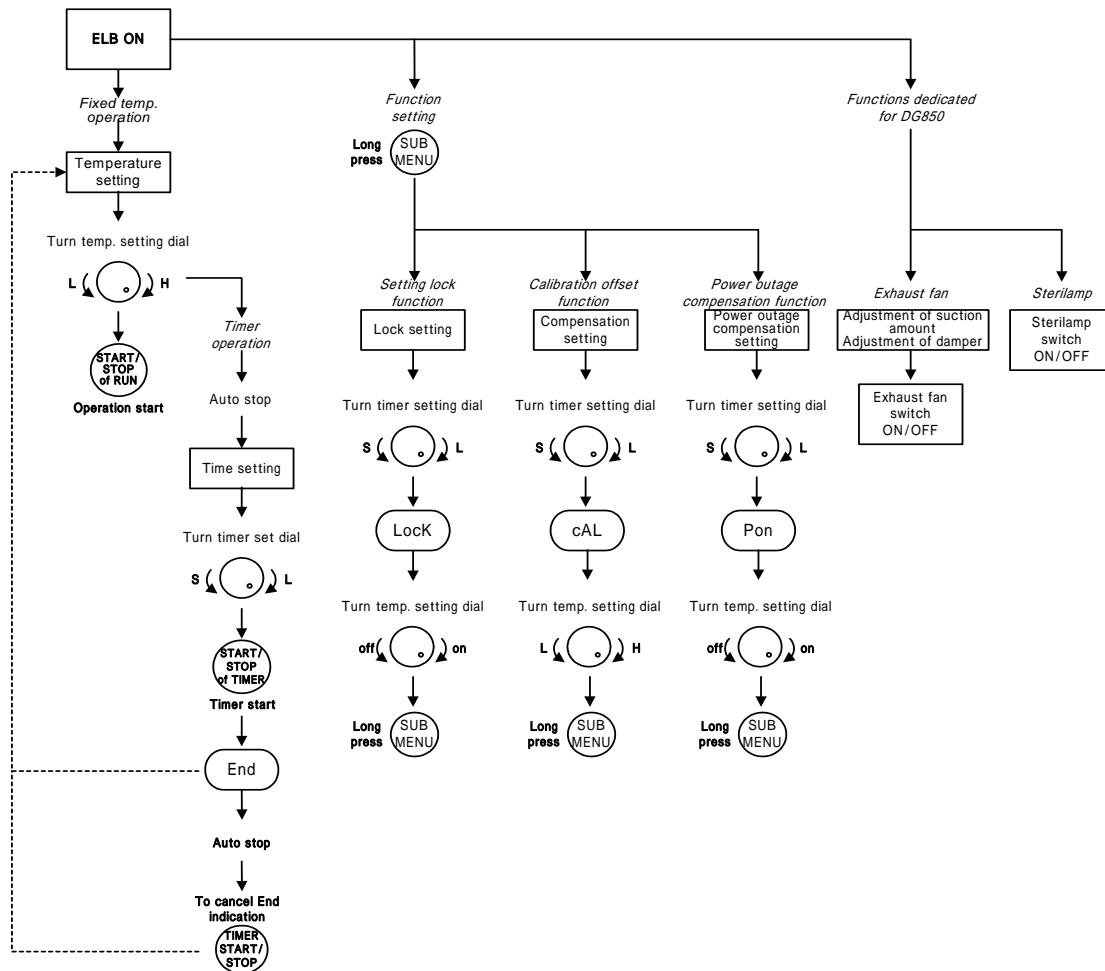 ELB ON
Fixed temp.
operation
Temperature
setting
Turn temp. setting dial
L
H
START/
STOP
of RUN
Operation start
Timer
operation
Auto stop
Time setting
Turn timer set dial
S
L
START/
STOP
of TIMER
Timer start
End
Auto stop
To cancel End
indication
TIMER
START/
STOP
Function
setting
Long
press
SUB
MENU
Setting lock
function
Lock setting
Turn timer setting dial
S
L
LocK
Turn temp. setting dial
off
on
Long
press
SUB
MENU
Calibration offset
function
Compensation
setting
Turn timer setting dial
S
L
cAL
Turn temp. setting dial
L
H
Long
press
SUB
MENU
Power outage
compensation function
Power outage
compensation
setting
Turn timer setting dial
S
L
Pon
Turn temp. setting dial
off
on
Long
press
SUB
MENU
Functions dedicated
for DG850
Exhaust fan
Adjustment of suction
amount
Adjustment of damper
Exhaust fan
switch
ON/OFF
Sterilamp
Sterilamp
switch
ON/OFF